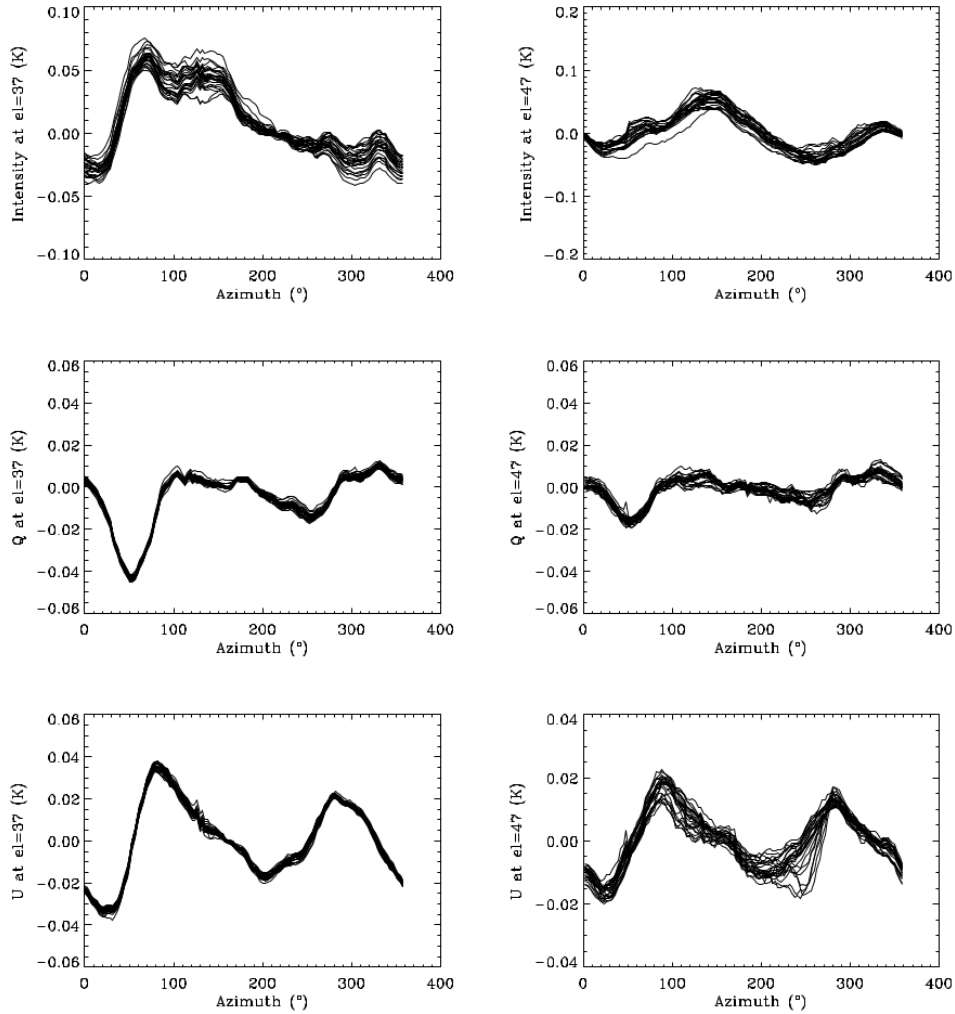 0.10
0.05
0.00
−0.05
−0.10
0 100 200 300 400
Azimuth (°)
Intensity at el=37 (K)
0.2
0.1
0.0
−0.1
−0.2
0 100 200 300 400
Azimuth (°)
Intensity at el=47 (K)
0.06
0.04
0.02
0.00
−0.02
−0.04
−0.06
0 100 200 300 400
Azimuth (°)
Q at el=37 (K)
0.06
0.04
0.02
0.00
−0.02
−0.04
−0.06
0 100 200 300 400
Azimuth (°)
Q at el=47 (K)
0.06
0.04
0.02
0.00
−0.02
−0.04
−0.06
0 100 200 300 400
Azimuth (°)
U at el=37 (K)
0.04
0.02
0.00
−0.02
−0.04
0 100 200 300 400
Azimuth (°)
U at el=47 (K)